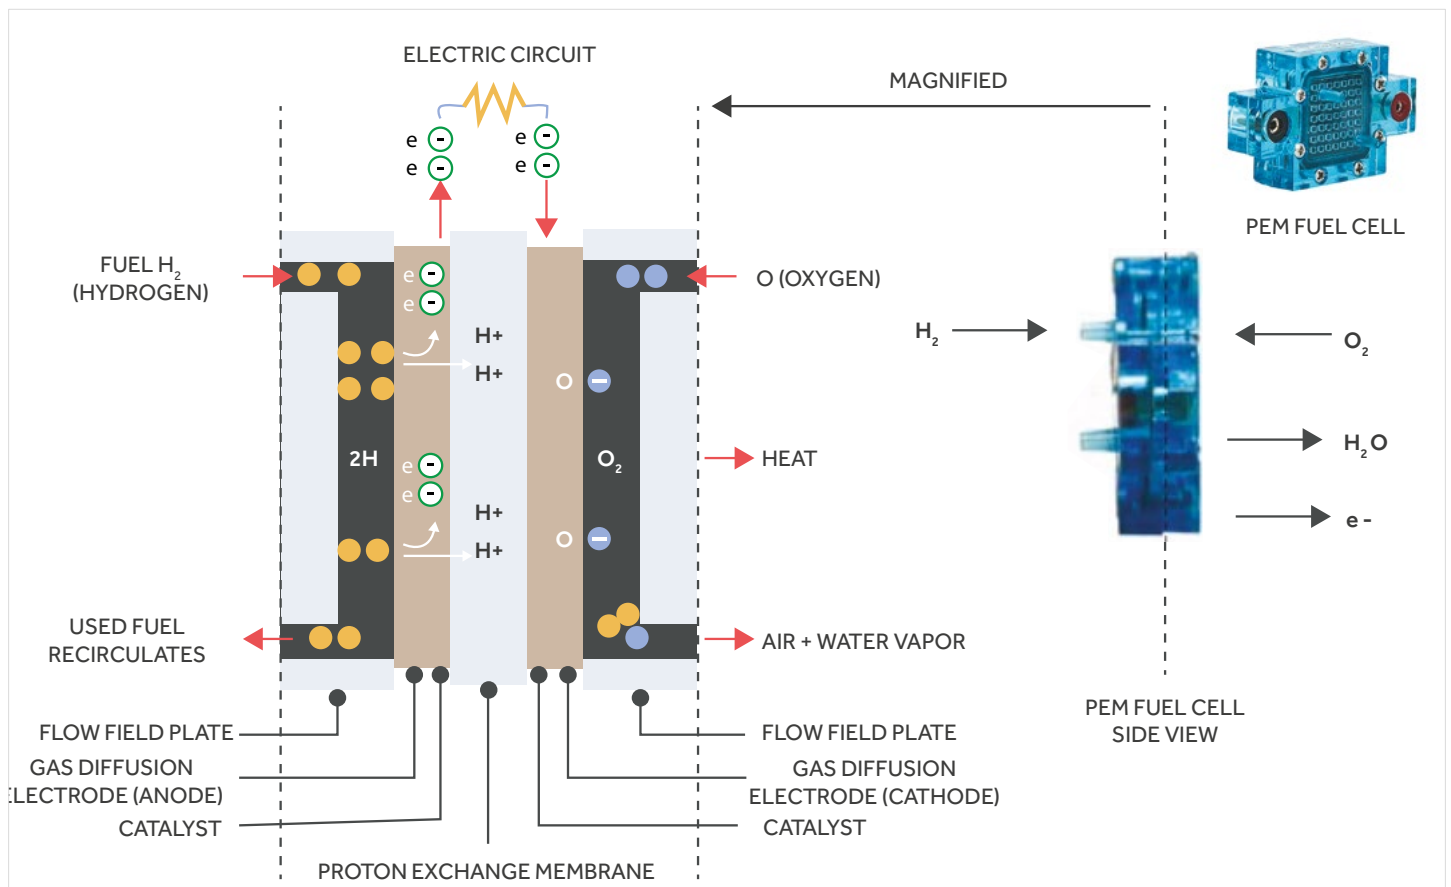 ELECTRIC CIRCUIT
MAGNIFIED
e -
e -
e -
e -
PEM FUEL CELL
FUEL H₂
(HYDROGEN)
e -
e -
O (OXYGEN)
H+
H+
H₂
O₂
O
2H
O₂
HEAT
H₂O
e -
e -
H+
H+
e -
O
USED FUEL
RECIRCULATES
AIR + WATER VAPOR
PEM FUEL CELL
SIDE VIEW
FLOW FIELD PLATE
FLOW FIELD PLATE
GAS DIFFUSION
ELECTRODE (ANODE)
GAS DIFFUSION
ELECTRODE (CATHODE)
CATALYST
CATALYST
PROTON EXCHANGE MEMBRANE